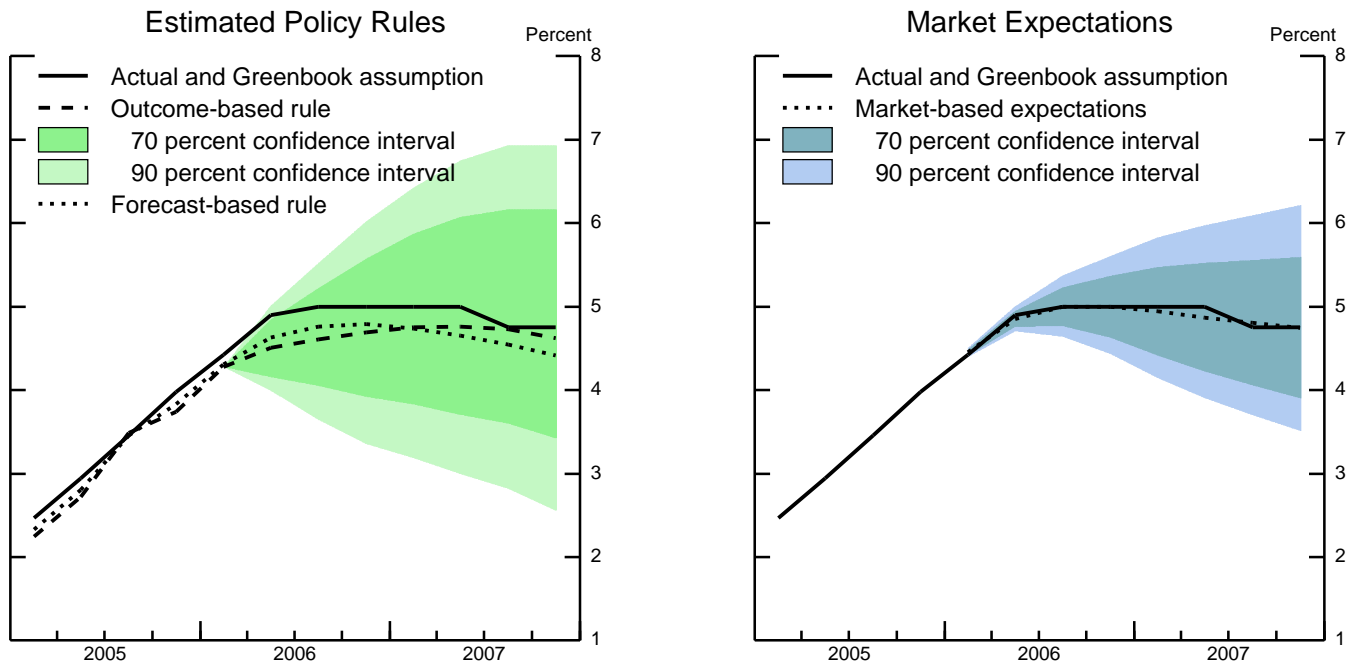 Estimated Policy Rules
Percent
Actual and Greenbook assumption
Outcome-based rule
70 percent confidence interval
90 percent confidence interval
Forecast-based rule
8
7
6
5
4
3
2
1
2005 2006 2007
Market Expectations
Percent
Actual and Greenbook assumption
Market-based expectations
70 percent confidence interval
90 percent confidence interval
8
7
6
5
4
3
2
1
2005 2006 2007